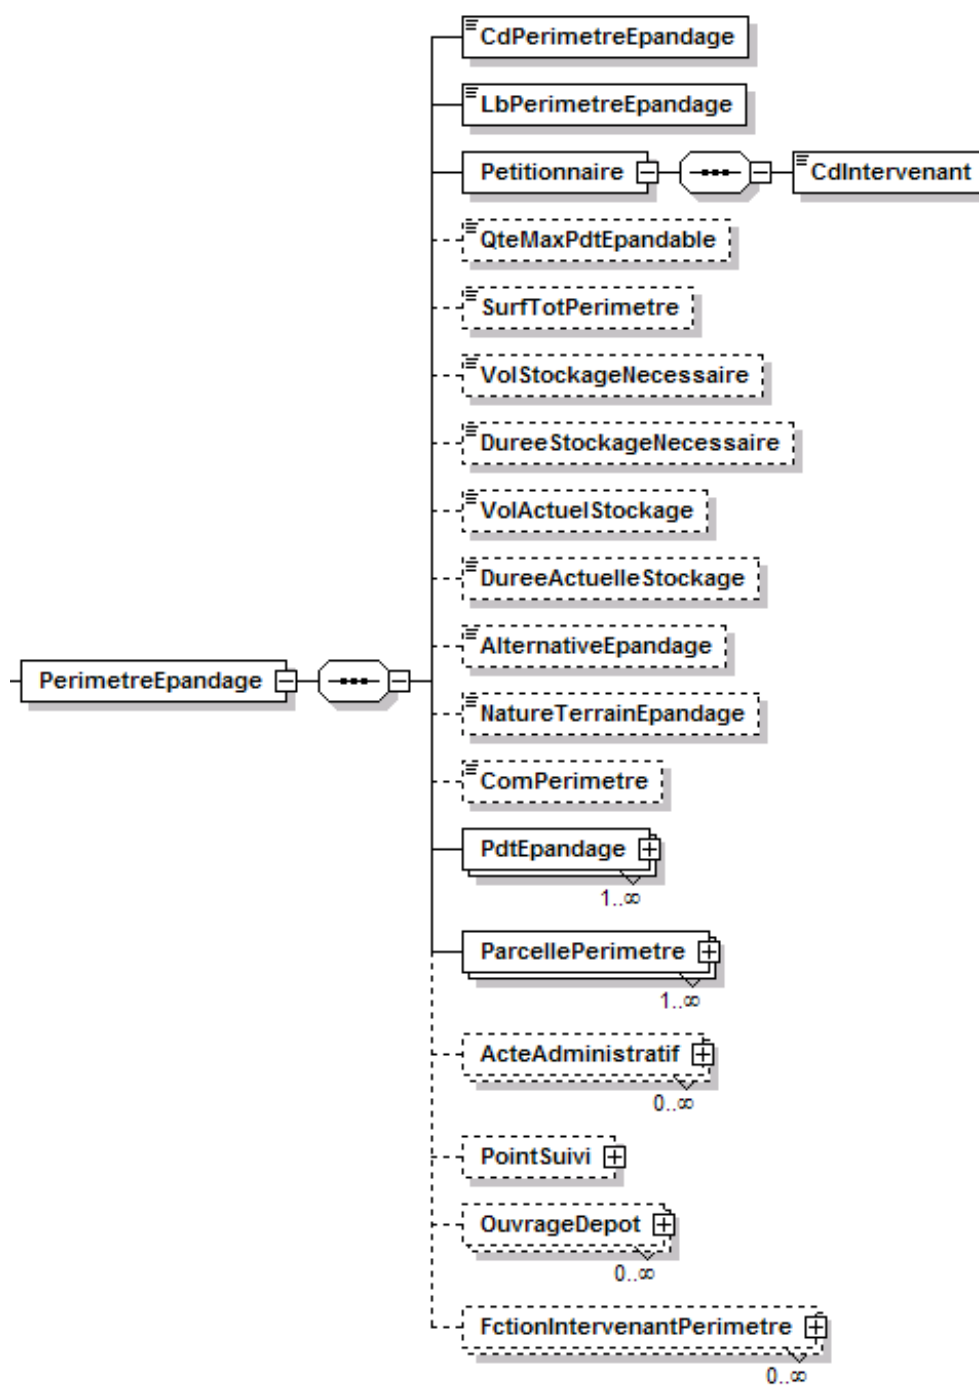 CdPerimetreEpandage
LbPerimetreEpandage
Petitionnaire
CdIntervenant
QteMaxPdtEpandable
SurfTotPerimetre
VolStockageNecessaire
DureeStockageNecessaire
VolActuelStockage
DureeActuelleStockage
AlternativeEpandage
PerimetreEpandage
NatureTerrainEpandage
ComPerimetre
PdtEpandage
1..∞
ParcellePerimetre
1..∞
ActeAdministratif
0..∞
PointSuivi
OuvrageDepot
0..∞
FctionIntervenantPerimetre
0..∞